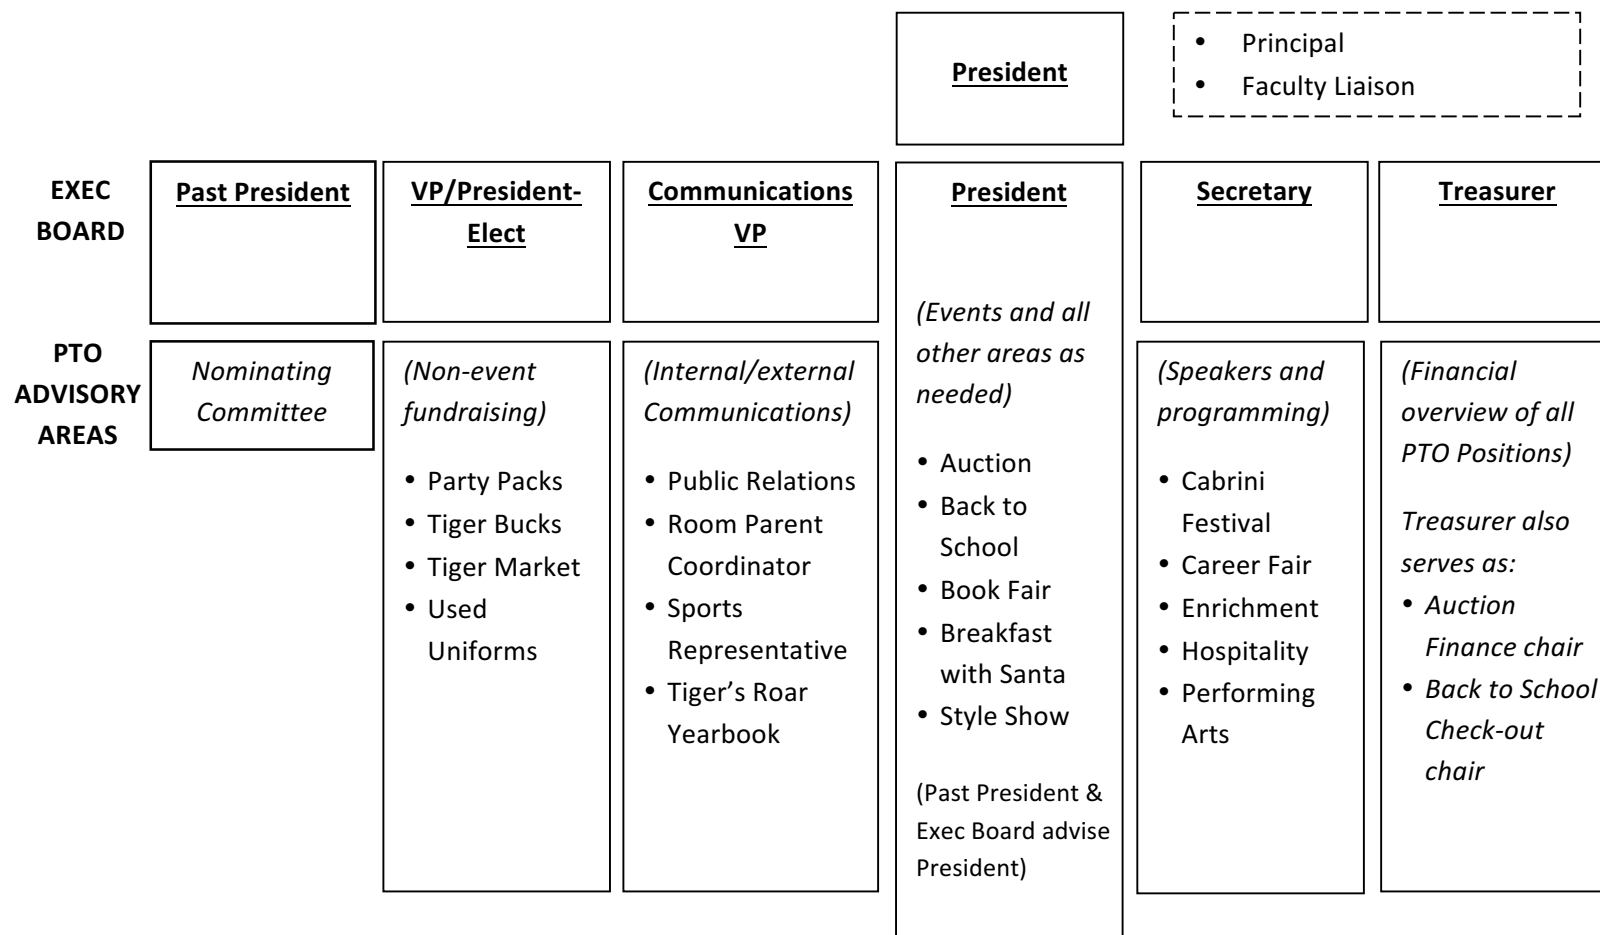 President
• Principal
• Faculty Liaison
EXEC
BOARD
Past President
VP/President-
Elect
Communications
VP
President
Secretary
Treasurer
PTO
ADVISORY
AREAS
Nominating
Committee
(Non-event
fundraising)
• Party Packs
• Tiger Bucks
• Tiger Market
• Used
Uniforms
(Internal/external
Communications)
• Public Relations
• Room Parent
Coordinator
• Sports
Representative
• Tiger’s Roar
Yearbook
(Events and all
other areas as
needed)
• Auction
• Back to
School
• Book Fair
• Breakfast
with Santa
• Style Show
(Past President &
Exec Board advise
President)
(Speakers and
programming)
• Cabrini
Festival
• Career Fair
• Enrichment
• Hospitality
• Performing
Arts
(Financial
overview of all
PTO Positions)
Treasurer also
serves as:
• Auction
Finance chair
• Back to School
Check-out
chair